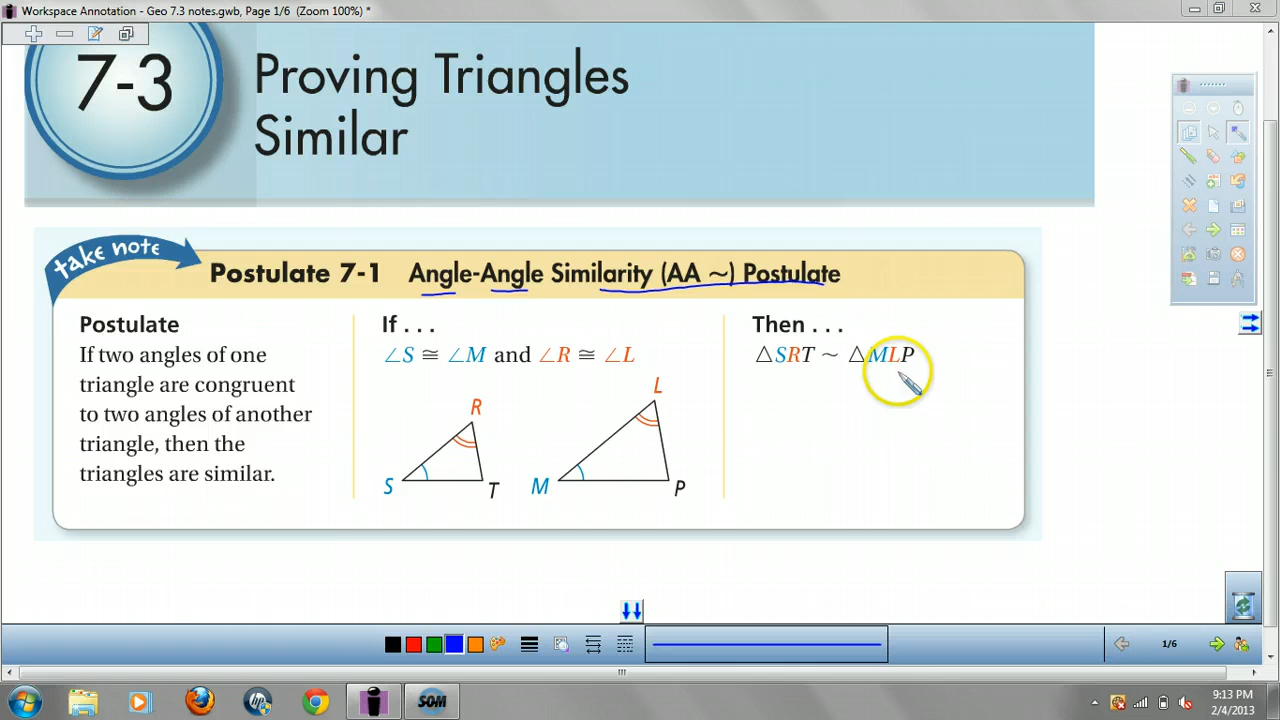 Workspace Annotation - Geo 7.3 notes.gwb, Page 1/6 (Zoom 100%) *
7-3
Proving Triangles
Similar
take note
Postulate 7-1 Angle-Angle Similarity (AA ~) Postulate
Postulate
If two angles of one
triangle are congruent
to two angles of another
triangle, then the
triangles are similar.
If . . .
∠S ≅ ∠M and ∠R ≅ ∠L
R
S
T
L
M
P
Then . . .
△SRT ~ △MLP
1/6
hp
SOM
9:13 PM
2/4/2013